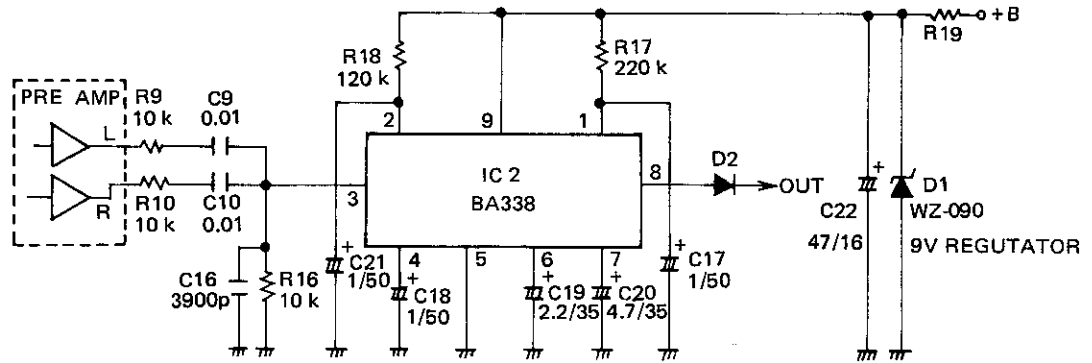 +B
R19
R18
120 k
R17
220 k
PRE AMP
L
R
R9
10 k
C9
0.01
R10
10 k
C10
0.01
2
9
1
3
IC 2
BA338
8
D2
OUT
4
5
6
7
C16
3900p
R16
10 k
+
C21
1/50
+
C18
1/50
+
C19
2.2/35
+
C20
4.7/35
+
C17
1/50
+
C22
47/16
D1
WZ-090
9V REGUTATOR